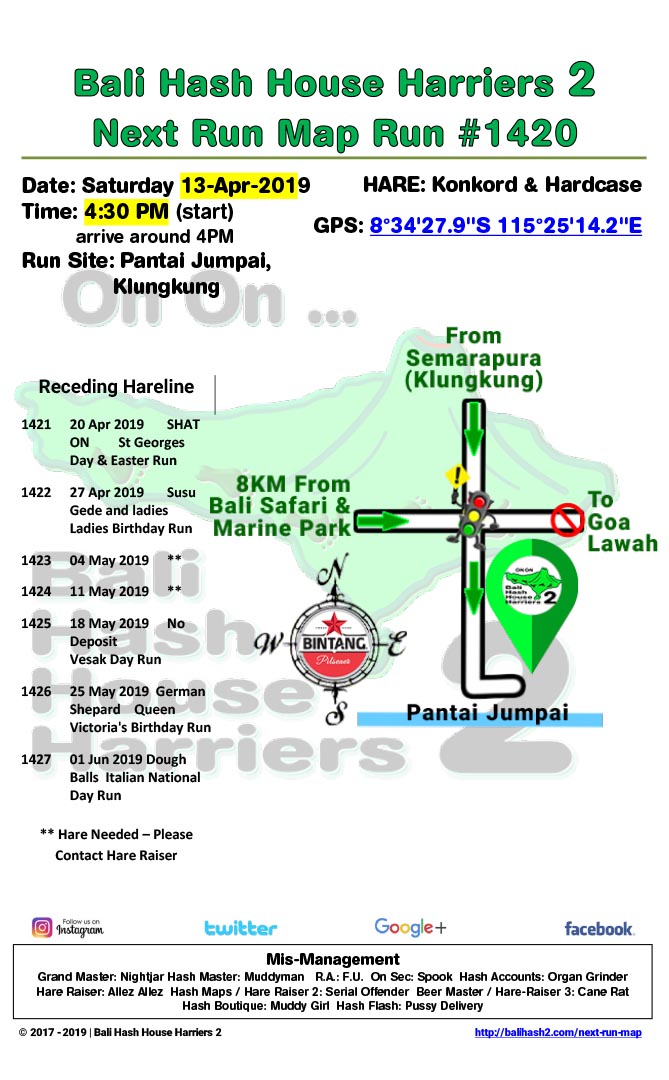 Bali Hash House Harriers 2
Next Run Map Run #1420
Date: Saturday 13-Apr-2019
Time: 4:30 PM (start)
arrive around 4PM
Run Site: Pantai Jumpai,
Klungkung
HARE: Konkord & Hardcase
GPS: 8°34'27.9"S 115°25'14.2"E
On On ...
Receding Hareline
1421 20 Apr 2019 SHAT
ON St Georges
Day & Easter Run
1422 27 Apr 2019 Susu
Gede and ladies
Ladies Birthday Run
1423 04 May 2019 **
1424 11 May 2019 **
1425 18 May 2019 No
Deposit
Vesak Day Run
1426 25 May 2019 German
Shepard Queen
Victoria's Birthday Run
1427 01 Jun 2019 Dough
Balls Italian National
Day Run
** Hare Needed – Please
Contact Hare Raiser
From
Semarapura
(Klungkung)
8KM From
Bali Safari &
Marine Park
To
Goa
Lawah
ON ON
Bali
Hash
House
Harriers 2
N
W
E
S
BINTANG
Pilsener
Pantai Jumpai
Bali
Hash
House
Harriers 2
Follow us on
Instagram
twitter
Google+
facebook.
Mis-Management
Grand Master: Nightjar Hash Master: Muddyman R.A.: F.U. On Sec: Spook Hash Accounts: Organ Grinder
Hare Raiser: Allez Allez Hash Maps / Hare Raiser 2: Serial Offender Beer Master / Hare-Raiser 3: Cane Rat
Hash Boutique: Muddy Girl Hash Flash: Pussy Delivery
© 2017 - 2019 | Bali Hash House Harriers 2
http://balihash2.com/next-run-map